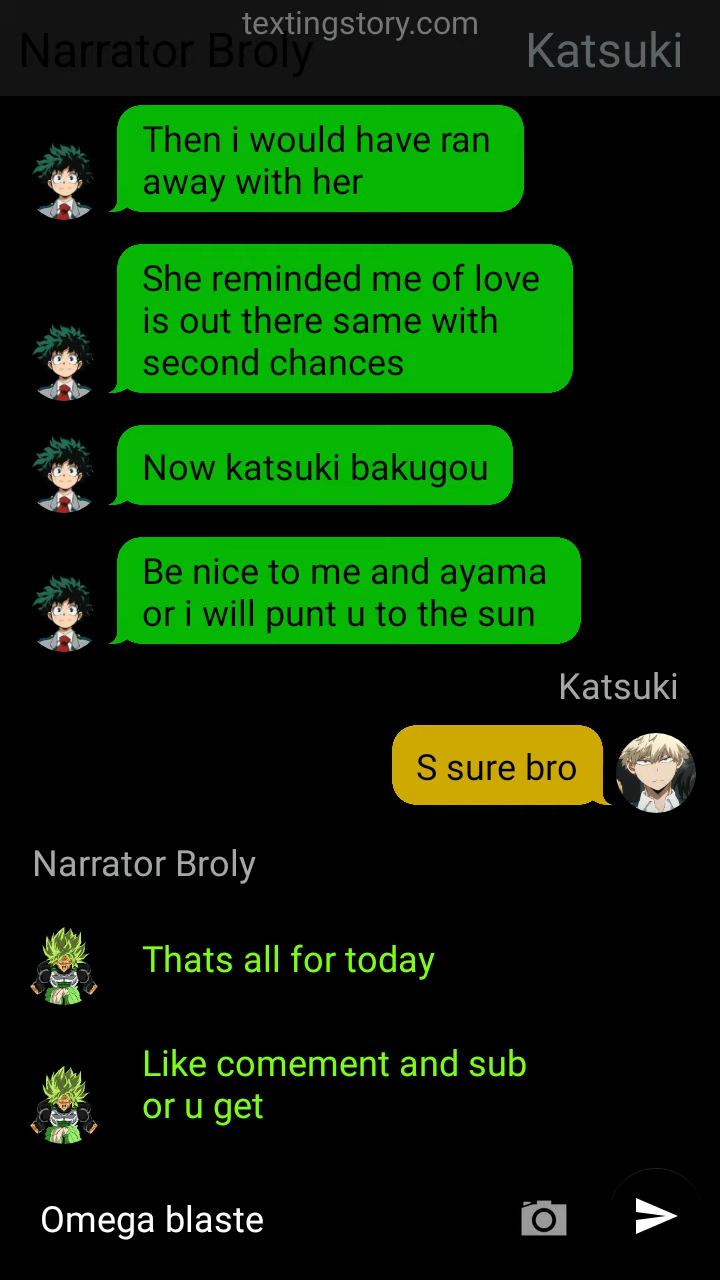 textingstory.com
Narrator Broly
Katsuki
Then i would have ran
away with her
She reminded me of love
is out there same with
second chances
Now katsuki bakugou
Be nice to me and ayama
or i will punt u to the sun
Katsuki
S sure bro
Narrator Broly
Thats all for today
Like comement and sub
or u get
Omega blaste